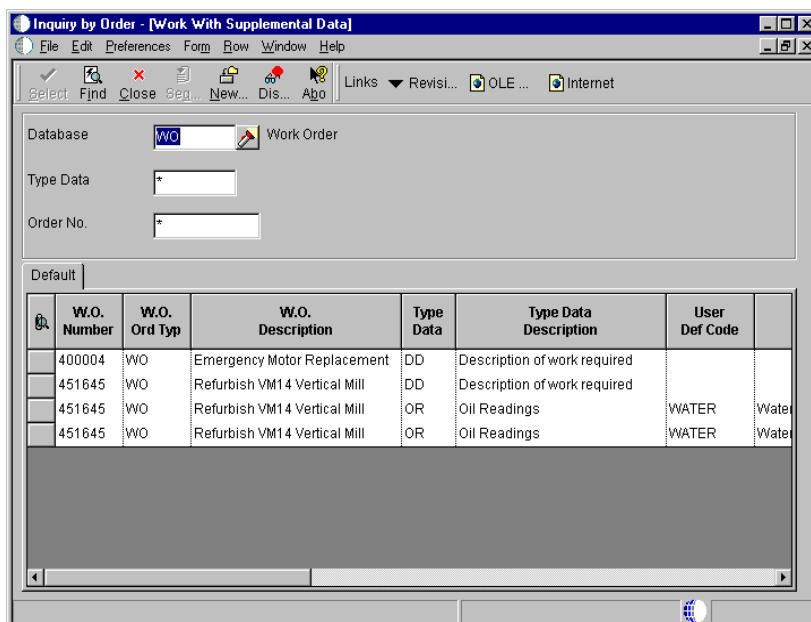 Inquiry by Order - [Work With Supplemental Data]
File Edit Preferences Form Row Window Help
Select Find Close Seq... New... Dis... Abo Links Revisi... OLE ... Internet
Database WO Work Order
Type Data *
Order No. *
Default
W.O. Number W.O. Ord Typ W.O. Description Type Data Type Data Description User Def Code
400004 WO Emergency Motor Replacement DD Description of work required
451645 WO Refurbish VM14 Vertical Mill DD Description of work required
451645 WO Refurbish VM14 Vertical Mill OR Oil Readings WATER Water
451645 WO Refurbish VM14 Vertical Mill OR Oil Readings WATER Water